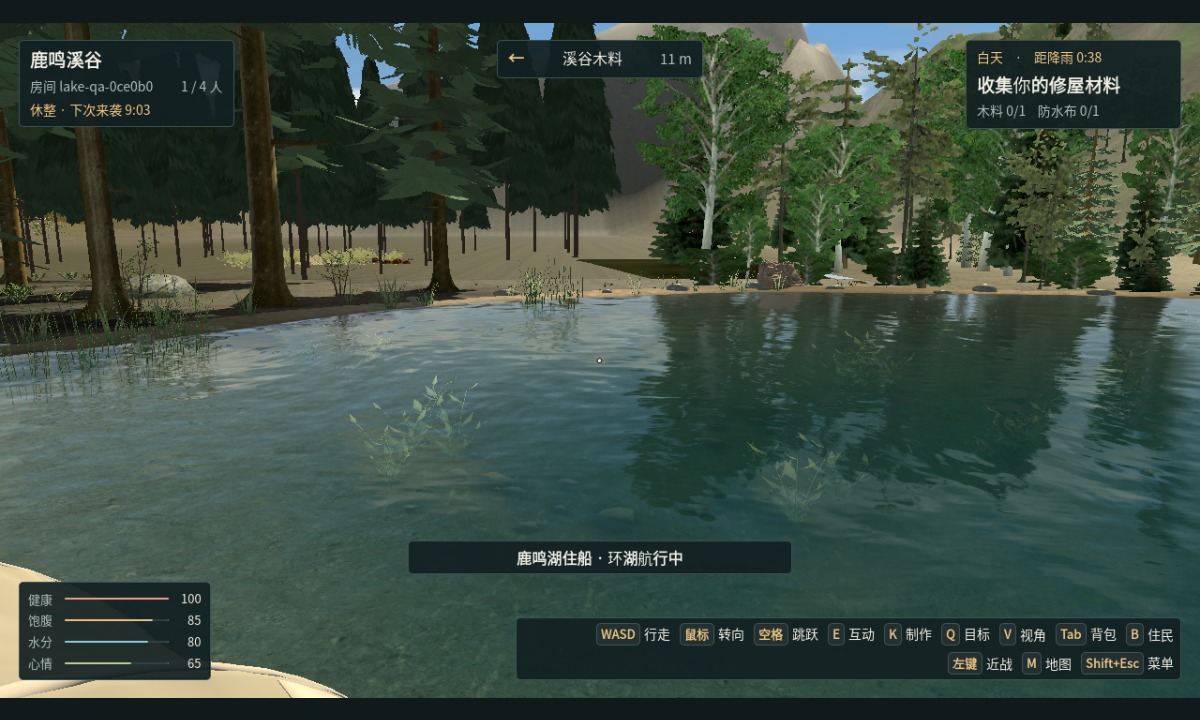 鹿鸣溪谷
房间 lake-qa-0ce0b0 1 / 4 人
休整 · 下次来袭 9:03
← 溪谷木料 11 m
白天 · 距降雨 0:38
收集你的修屋材料
木料 0/1 防水布 0/1
鹿鸣湖住船 · 环湖航行中
健康 100
饱腹 85
水分 80
心情 65
WASD 行走 鼠标 转向 空格 跳跃 E 互动 K 制作 Q 目标 V 视角 Tab 背包 B 住民
左键 近战 M 地图 Shift+Esc 菜单